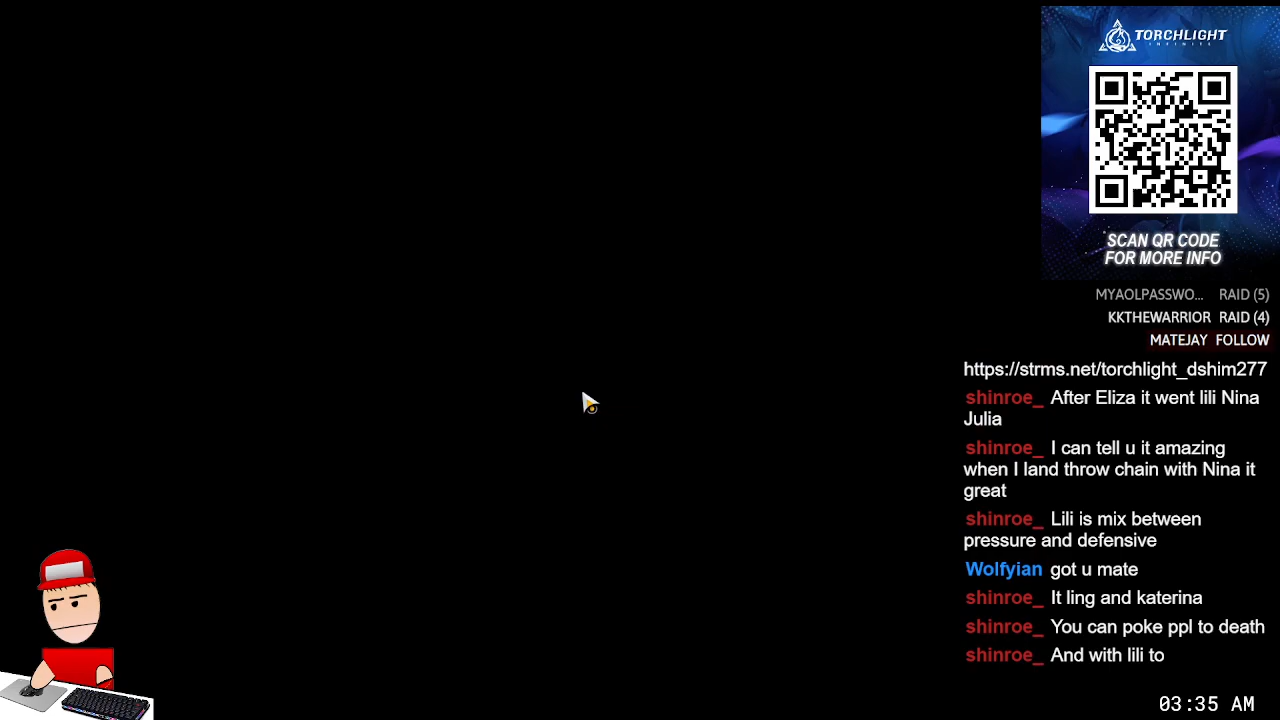 TORCHLIGHT
INFINITE
SCAN QR CODE
FOR MORE INFO
MYAOLPASSWO... RAID (5)
KKTHEWARRIOR RAID (4)
MATEJAY FOLLOW
https://strms.net/torchlight_dshim277
shinroe_ After Eliza it went lili Nina
Julia
shinroe_ I can tell u it amazing
when I land throw chain with Nina it
great
shinroe_ Lili is mix between
pressure and defensive
Wolfyian got u mate
shinroe_ It ling and katerina
shinroe_ You can poke ppl to death
shinroe_ And with lili to
03:35 AM